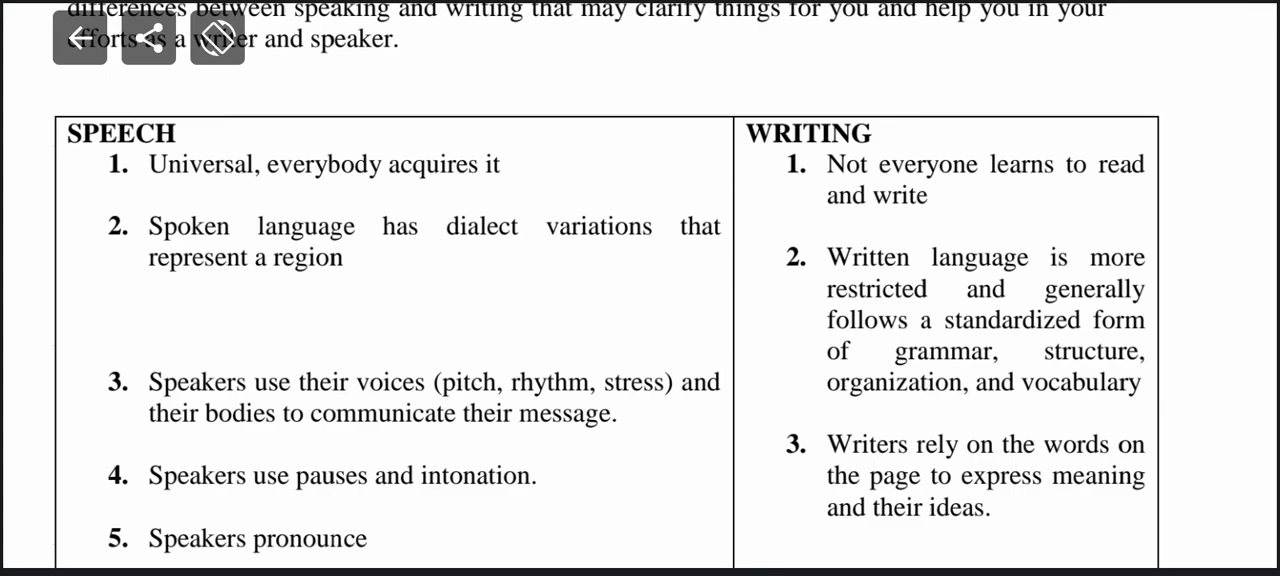 differences between speaking and writing that may clarify things for you and help you in your
efforts as a writer and speaker.
SPEECH
1. Universal, everybody acquires it
2. Spoken language has dialect variations that
represent a region
3. Speakers use their voices (pitch, rhythm, stress) and
their bodies to communicate their message.
4. Speakers use pauses and intonation.
5. Speakers pronounce
WRITING
1. Not everyone learns to read
and write
2. Written language is more
restricted and generally
follows a standardized form
of grammar, structure,
organization, and vocabulary
3. Writers rely on the words on
the page to express meaning
and their ideas.